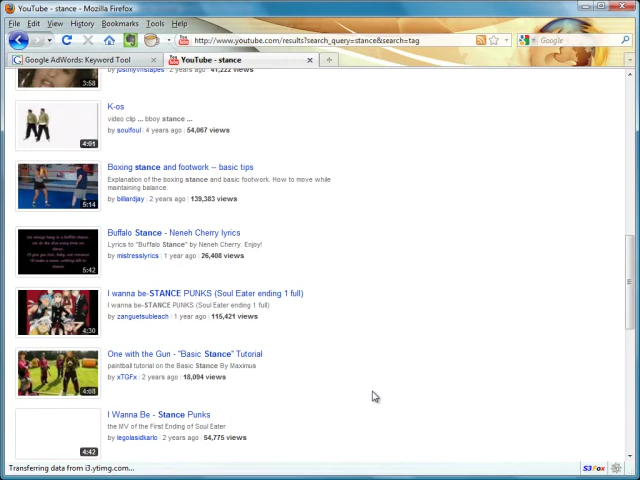 YouTube - stance - Mozilla Firefox
File Edit View History Bookmarks Tools Help
http://www.youtube.com/results?search_query=stance&search=tag
Google
Google AdWords: Keyword Tool
YouTube - stance
by justmyvnstapes 2 years ago 41,222 views
3:58
K-os
video clip ... bboy stance ...
by soulfoul 4 years ago 54,067 views
4:01
Boxing stance and footwork -- basic tips
Explanation of the boxing stance and basic footwork. How to move while
maintaining balance.
by billiardjay 2 years ago 139,383 views
5:14
Buffalo Stance - Neneh Cherry lyrics
Lyrics to "Buffalo Stance" by Neneh Cherry. Enjoy!
by mistresslyrics 1 year ago 26,408 views
5:42
I wanna be-STANCE PUNKS (Soul Eater ending 1 full)
I wanna be-STANCE PUNKS (Soul Eater ending 1 full)
by zanguetsubleach 1 year ago 115,421 views
4:30
One with the Gun - "Basic Stance" Tutorial
paintball tutorial on the Basic Stance By Maximus
by xTGFx 2 years ago 18,094 views
4:08
I Wanna Be - Stance Punks
the MV of the First Ending of Soul Eater
by legolasidkarlo 2 years ago 54,775 views
4:42
Transferring data from i3.ytimg.com...
S3Fox